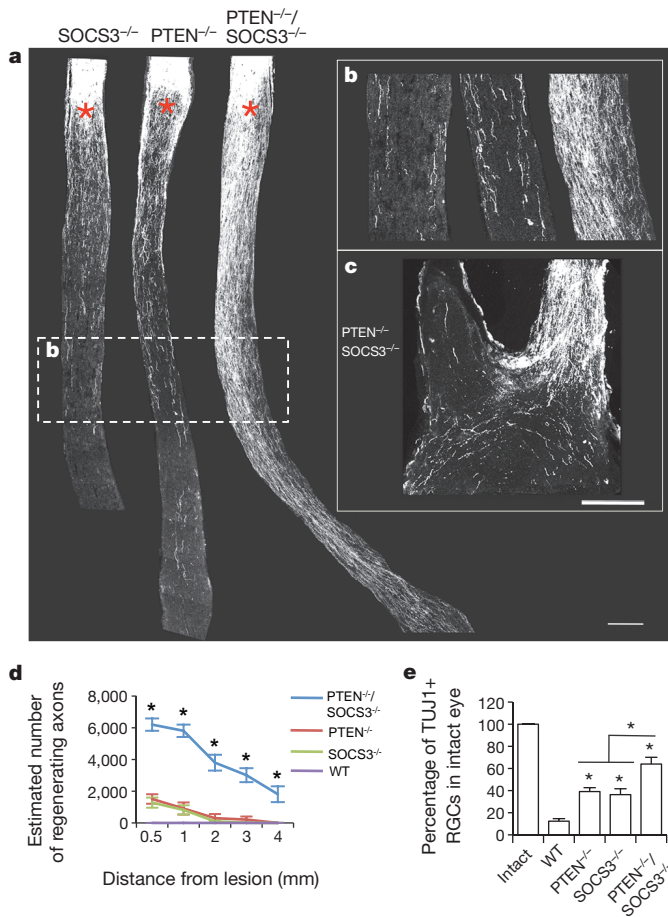 SOCS3⁻/⁻ PTEN⁻/⁻ PTEN⁻/⁻/
SOCS3⁻/⁻
a
*
*
*
b
b
c
PTEN⁻/⁻
SOCS3⁻/⁻
d
Estimated number
of regenerating axons
8,000
6,000
4,000
2,000
0
0.5 1 2 3 4
Distance from lesion (mm)
* * * * *
PTEN⁻/⁻/
SOCS3⁻/⁻
PTEN⁻/⁻
SOCS3⁻/⁻
WT
e
Percentage of TUJ1+
RGCs in intact eye
120
100
80
60
40
20
0
* * * *
Intact
WT
PTEN⁻/⁻
SOCS3⁻/⁻
PTEN⁻/⁻/
SOCS3⁻/⁻